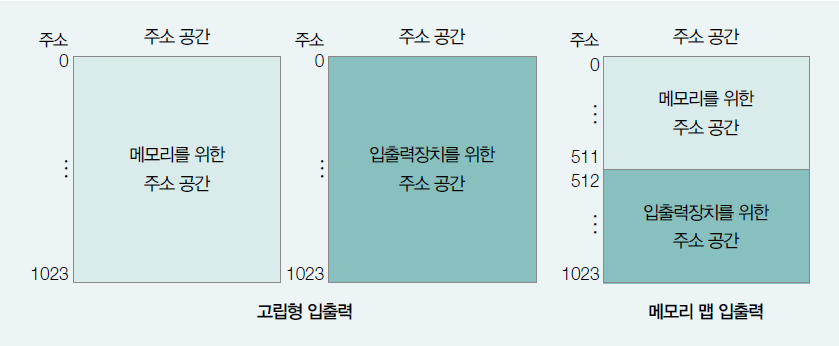 주소
주소 공간
0
메모리를 위한
주소 공간
⋮
1023
주소
주소 공간
0
입출력장치를 위한
주소 공간
⋮
1023
고립형 입출력
주소
주소 공간
0
메모리를 위한
주소 공간
⋮
511
512
입출력장치를 위한
주소 공간
⋮
1023
메모리 맵 입출력